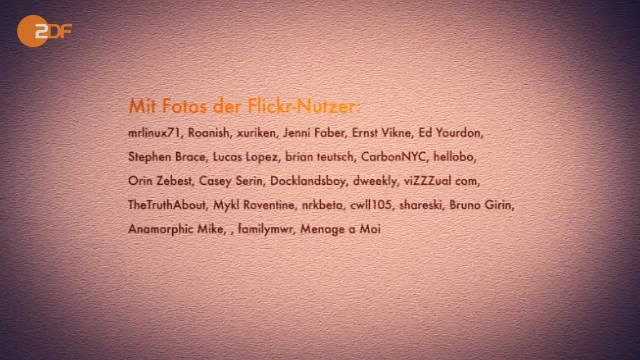 ZDF
Mit Fotos der Flickr-Nutzer:
mrlinux71, Roanish, xuriken, Jenni Faber, Ernst Vikne, Ed Yourdon,
Stephen Brace, Lucas Lopez, brian teutsch, CarbonNYC, hellobo,
Orin Zebest, Casey Serin, Docklandsboy, dweekly, viZZZual com,
TheTruthAbout, Mykl Roventine, nrkbeta, cwll105, shareski, Bruno Girin,
Anamorphic Mike, , familymwr, Menage a Moi